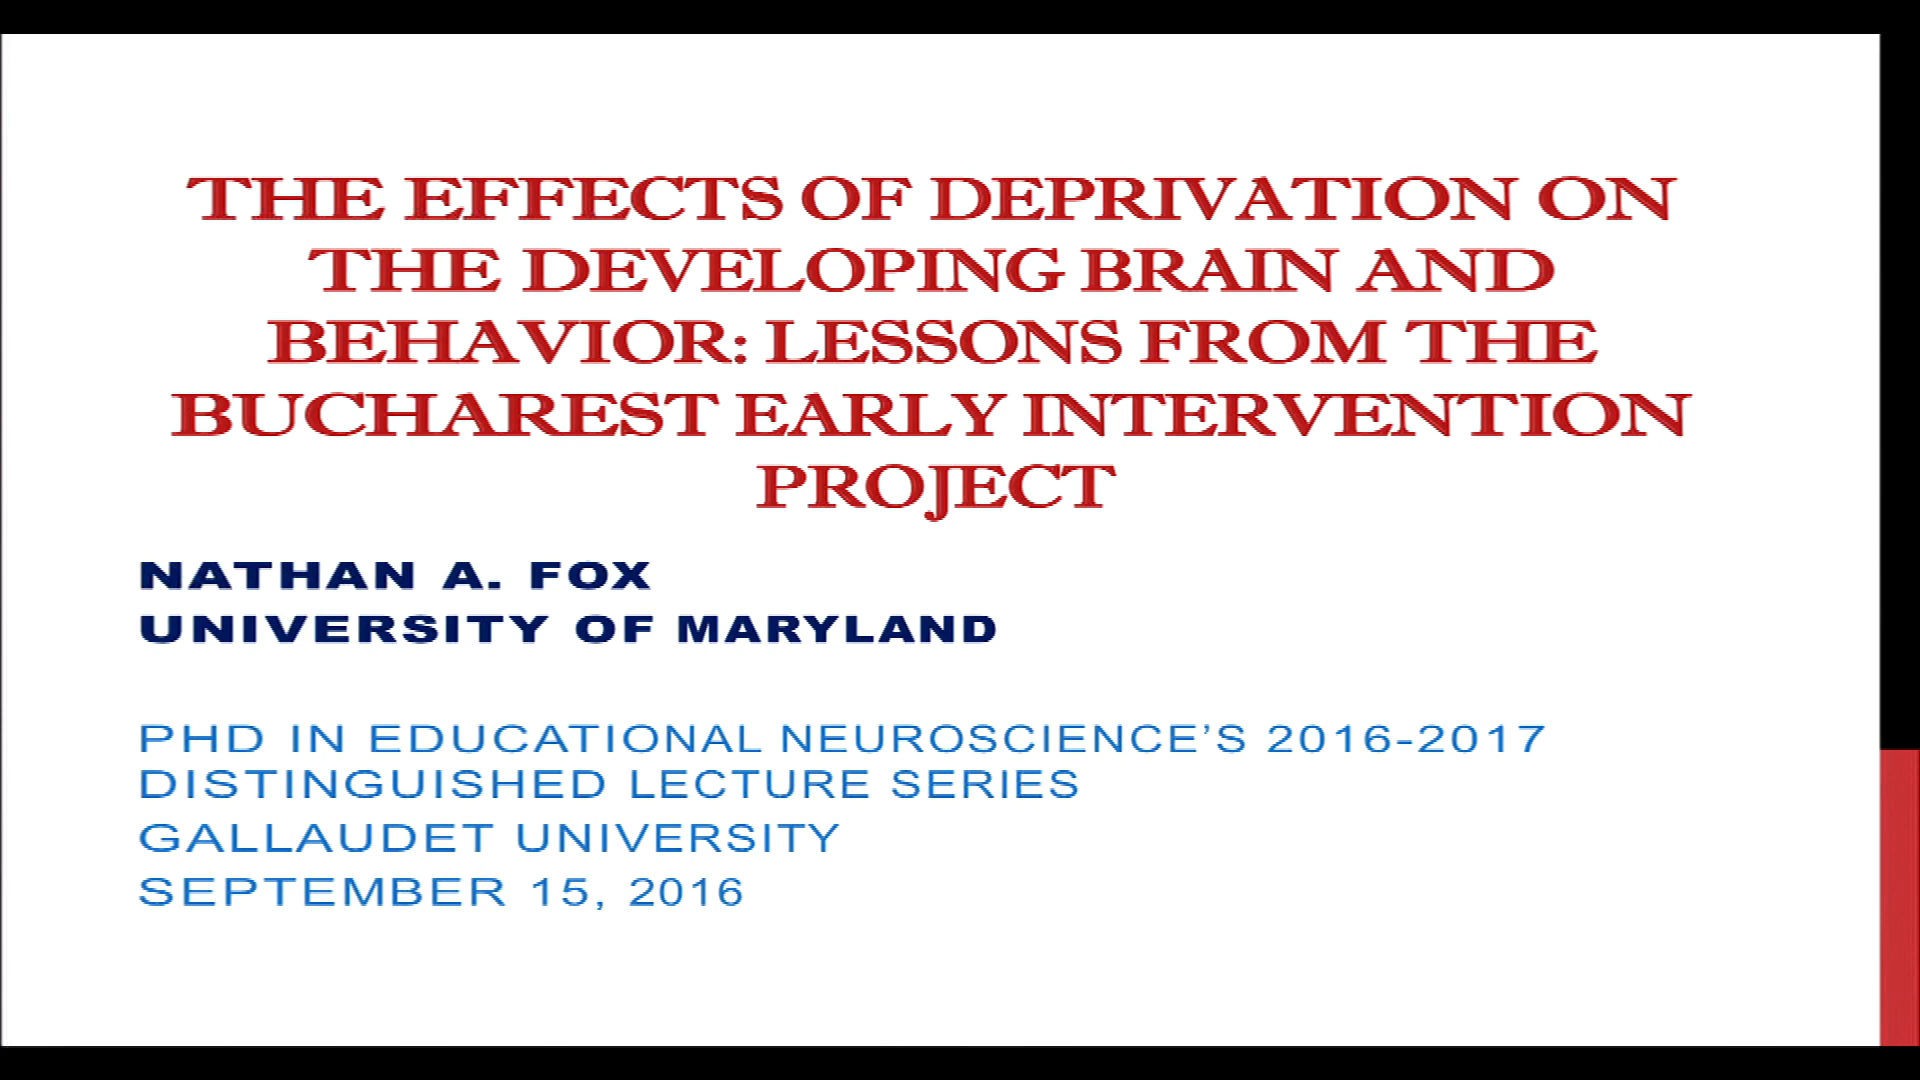 THE EFFECTS OF DEPRIVATION ON
THE DEVELOPING BRAIN AND
BEHAVIOR: LESSONS FROM THE
BUCHAREST EARLY INTERVENTION
PROJECT
NATHAN A. FOX
UNIVERSITY OF MARYLAND
PHD IN EDUCATIONAL NEUROSCIENCE’S 2016-2017
DISTINGUISHED LECTURE SERIES
GALLAUDET UNIVERSITY
SEPTEMBER 15, 2016